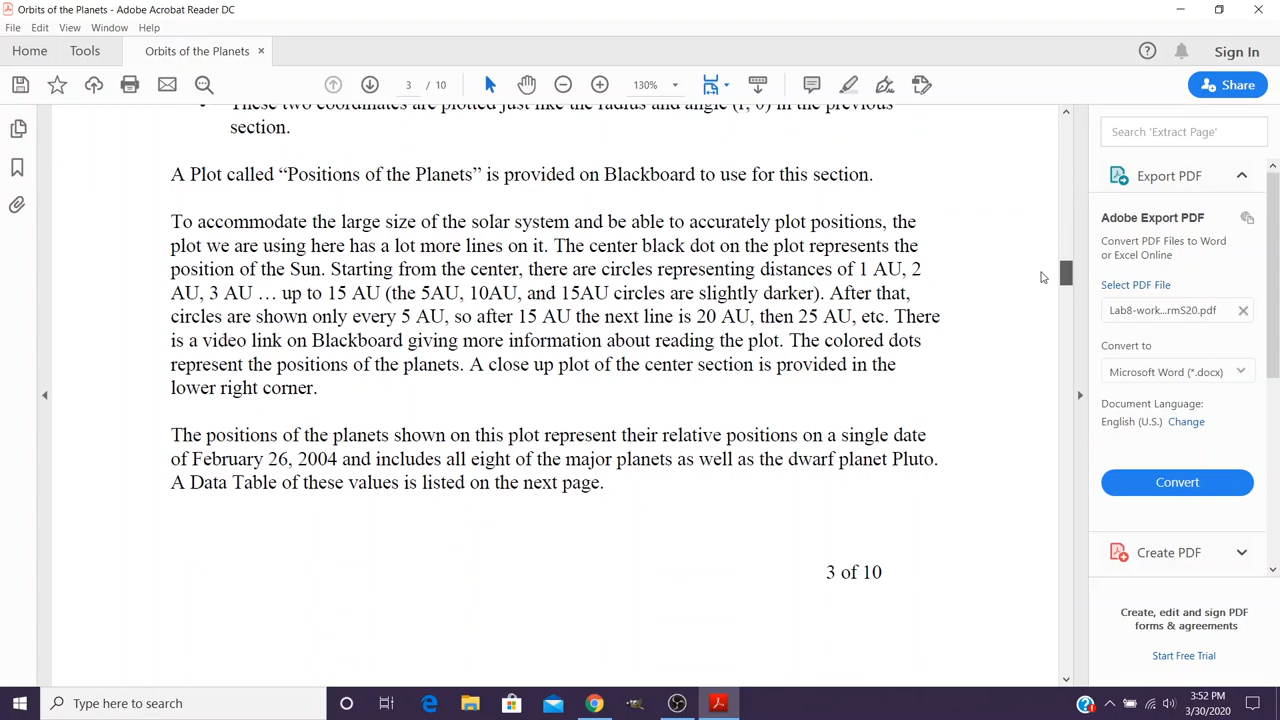 Orbits of the Planets - Adobe Acrobat Reader DC
File Edit View Window Help
Home Tools Orbits of the Planets × Sign In
3 / 10 130% Share
These two coordinates are plotted just like the radius and angle (r, θ) in the previous
section.
A Plot called “Positions of the Planets” is provided on Blackboard to use for this section.
To accommodate the large size of the solar system and be able to accurately plot positions, the
plot we are using here has a lot more lines on it. The center black dot on the plot represents the
position of the Sun. Starting from the center, there are circles representing distances of 1 AU, 2
AU, 3 AU … up to 15 AU (the 5AU, 10AU, and 15AU circles are slightly darker). After that,
circles are shown only every 5 AU, so after 15 AU the next line is 20 AU, then 25 AU, etc. There
is a video link on Blackboard giving more information about reading the plot. The colored dots
represent the positions of the planets. A close up plot of the center section is provided in the
lower right corner.
The positions of the planets shown on this plot represent their relative positions on a single date
of February 26, 2004 and includes all eight of the major planets as well as the dwarf planet Pluto.
A Data Table of these values is listed on the next page.
3 of 10
Search 'Extract Page'
Export PDF
Adobe Export PDF
Convert PDF Files to Word
or Excel Online
Select PDF File
Lab8-work...rmS20.pdf
Convert to
Microsoft Word (*.docx)
Document Language:
English (U.S.) Change
Convert
Create PDF
Create, edit and sign PDF
forms & agreements
Start Free Trial
Type here to search
3:52 PM
3/30/2020